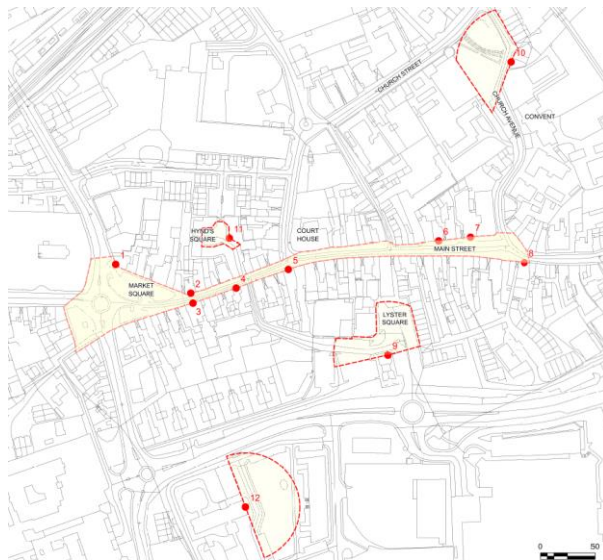 10
CHURCH STREET
CHURCH AVENUE
CONVENT
HYND'S
SQUARE
11
COURT
HOUSE
6
7
MAIN STREET
8
1
5
MARKET
SQUARE
2
4
3
LYSTER
SQUARE
9
12
0
50